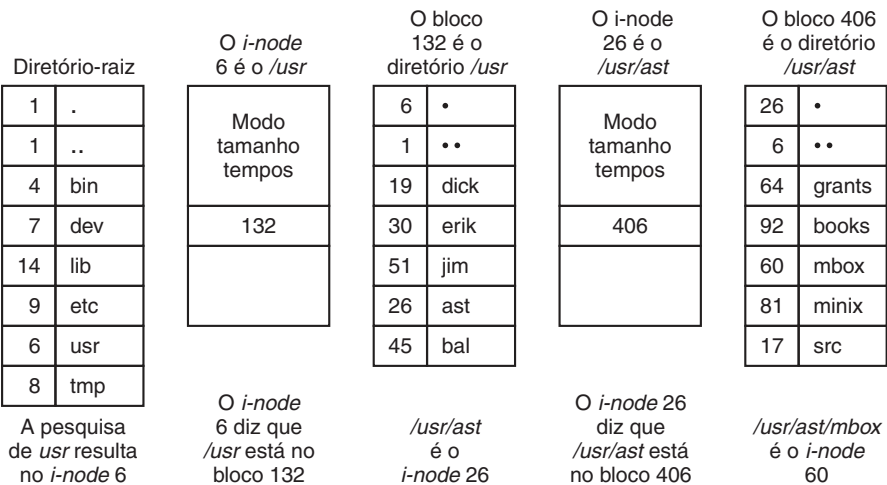 Diretório-raiz
1 .
1 ..
4 bin
7 dev
14 lib
9 etc
6 usr
8 tmp
A pesquisa
de usr resulta
no i-node 6
O i-node
6 é o /usr
Modo
tamanho
tempos
132
O i-node
6 diz que
/usr está no
bloco 132
O bloco
132 é o
diretório /usr
6 •
1 ••
19 dick
30 erik
51 jim
26 ast
45 bal
/usr/ast
é o
i-node 26
O i-node
26 é o
/usr/ast
Modo
tamanho
tempos
406
O i-node 26
diz que
/usr/ast está
no bloco 406
O bloco 406
é o diretório
/usr/ast
26 •
6 ••
64 grants
92 books
60 mbox
81 minix
17 src
/usr/ast/mbox
é o i-node
60